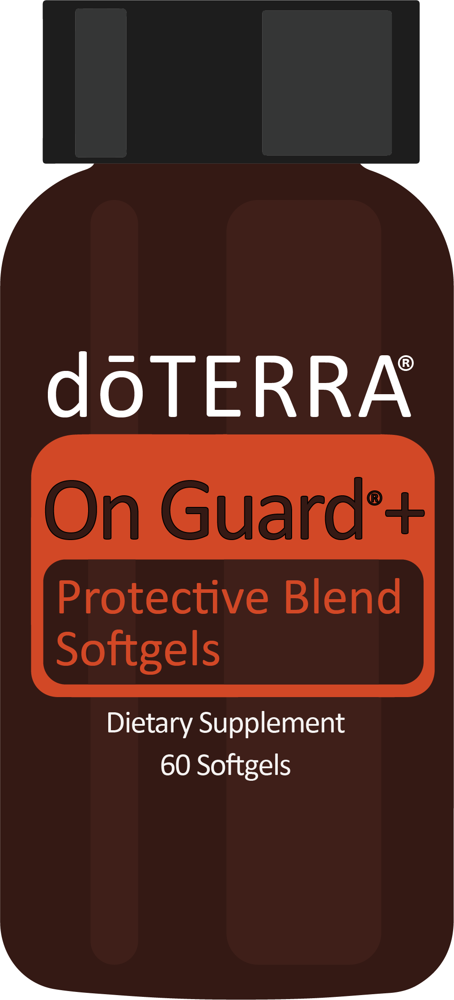 dōTERRA®
On Guard®+
Protective Blend
Softgels
Dietary Supplement
60 Softgels